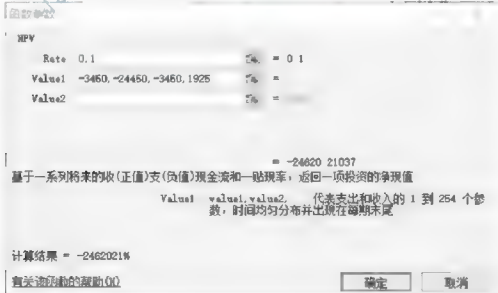 函数参数
NPV
Rate 0.1 = 0 1
Value1 -3450,-24450,-3450,1925 =
Value2 =
= -24620 21037
基于一系列将来的收(正值)支(负值)现金流和一贴现率，返回一项投资的净现值
Value1 value1,value2, 代表支出和收入的 1 到 254 个参
数，时间均匀分布并出现在每期末尾
计算结果 = -2462021%
有关该函数的帮助(H)
确定
取消